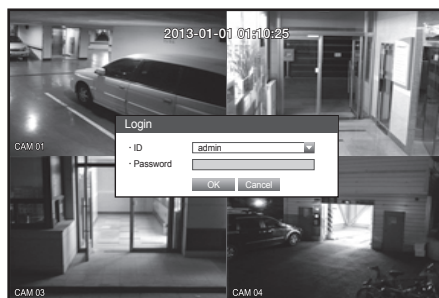 2013-01-01 01:10:25
Login
· ID admin
· Password
OK Cancel
CAM 01
CAM 03
CAM 04